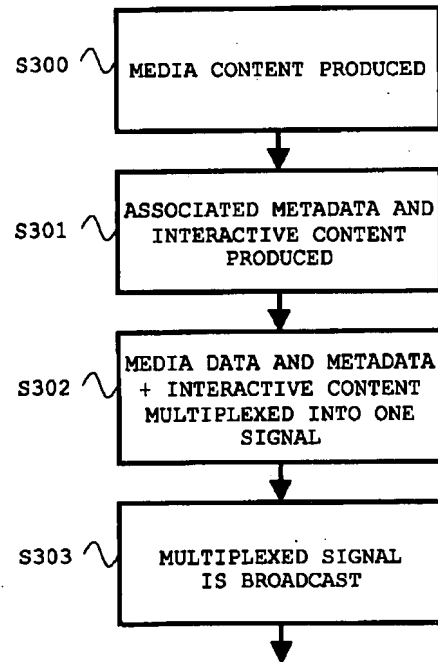 S300
MEDIA CONTENT PRODUCED
S301
ASSOCIATED METADATA AND
INTERACTIVE CONTENT
PRODUCED
S302
MEDIA DATA AND METADATA
+ INTERACTIVE CONTENT
MULTIPLEXED INTO ONE
SIGNAL
S303
MULTIPLEXED SIGNAL
IS BROADCAST